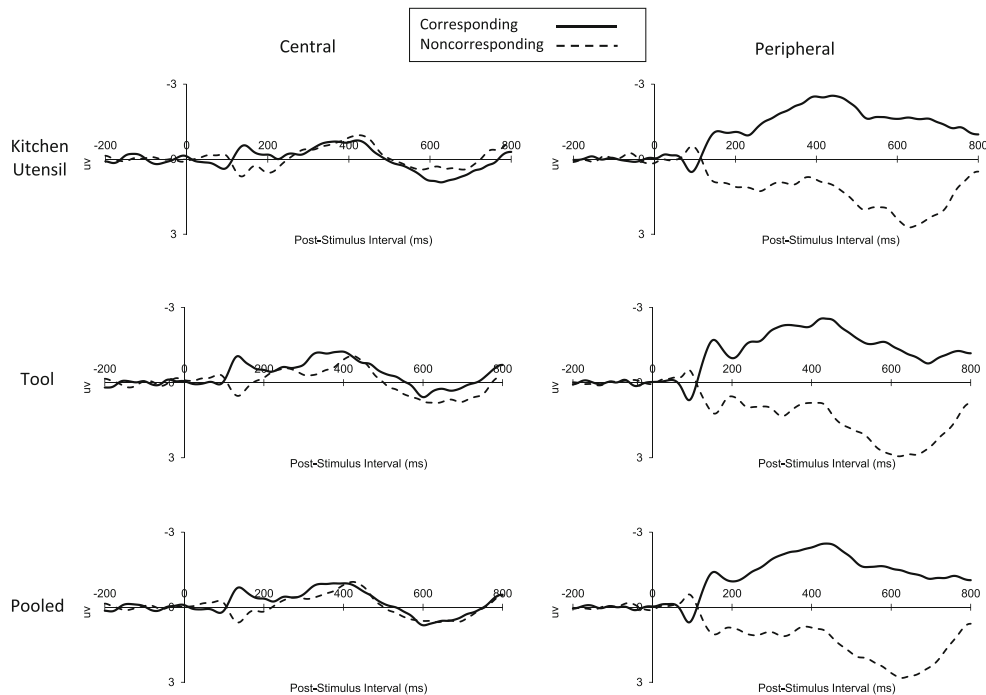 Corresponding
Noncorresponding
Central
Peripheral
Kitchen
Utensil
-3
-200 0 200 400 600 800
uv
3
Post-Stimulus Interval (ms)
-3
-200 0 200 400 600 800
3
Post-Stimulus Interval (ms)
Tool
-3
-200 0 200 400 600 800
uv
3
Post-Stimulus Interval (ms)
-3
-200 0 200 400 600 800
3
Post-Stimulus Interval (ms)
Pooled
-3
-200 0 200 400 600 800
uv
3
Post-Stimulus Interval (ms)
-3
-200 0 200 400 600 800
3
Post-Stimulus Interval (ms)